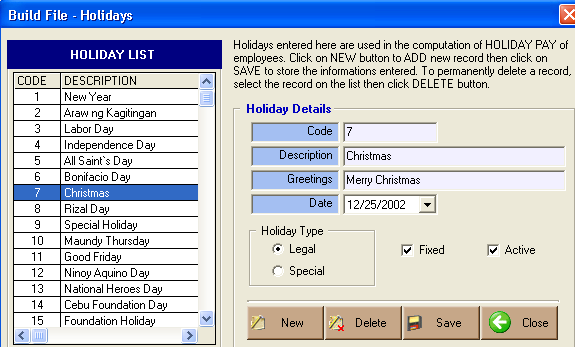 Build File - Holidays
HOLIDAY LIST
CODE DESCRIPTION
1 New Year
2 Araw ng Kagitingan
3 Labor Day
4 Independence Day
5 All Saint`s Day
6 Bonifacio Day
7 Christmas
8 Rizal Day
9 Special Holiday
10 Maundy Thursday
11 Good Friday
12 Ninoy Aquino Day
13 National Heroes Day
14 Cebu Foundation Day
15 Foundation Holiday
Holidays entered here are used in the computation of HOLIDAY PAY of
employees. Click on NEW button to ADD new record then click on
SAVE to store the informations entered. To permanently delete a record,
select the record on the list then click DELETE button.
Holiday Details
Code 7
Description Christmas
Greetings Merry Christmas
Date 12/25/2002
Holiday Type
Legal
Special
Fixed
Active
New Delete Save Close